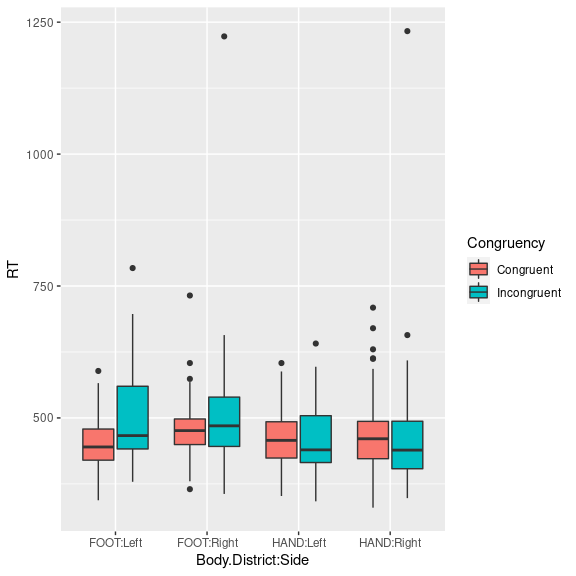 1250
1000
750
500
RT
FOOT:Left FOOT:Right HAND:Left HAND:Right
Body.District:Side
Congruency
Congruent
Incongruent